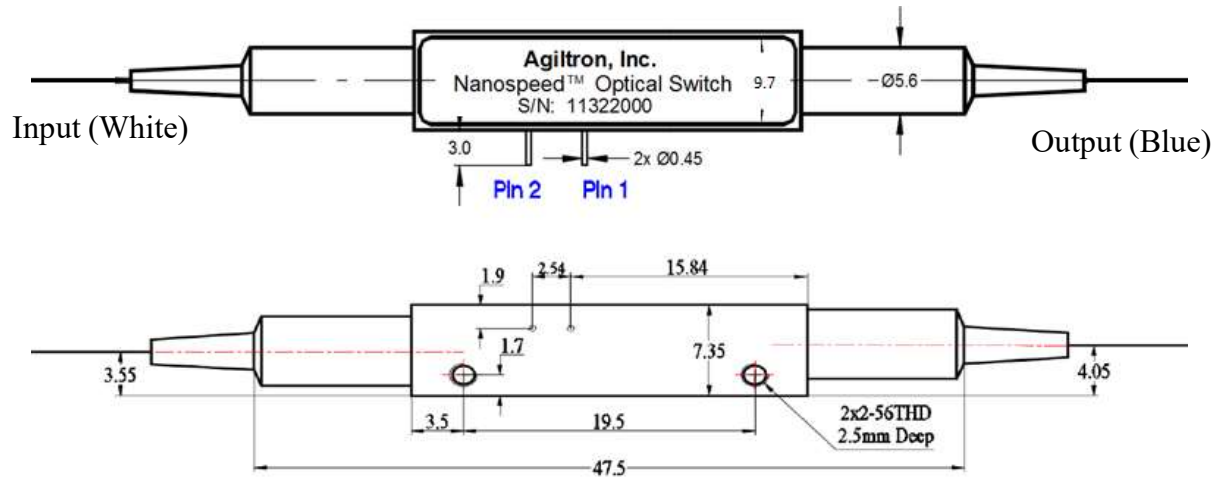 Agiltron, Inc.
Nanospeed™ Optical Switch
S/N: 11322000
9.7
Ø5.6
Input (White)
Output (Blue)
3.0
2x Ø0.45
PIn 2
PIn 1
1.9
2.54
15.84
1.7
7.35
3.55
4.05
3.5
19.5
2x2-56THD
2.5mm Deep
47.5